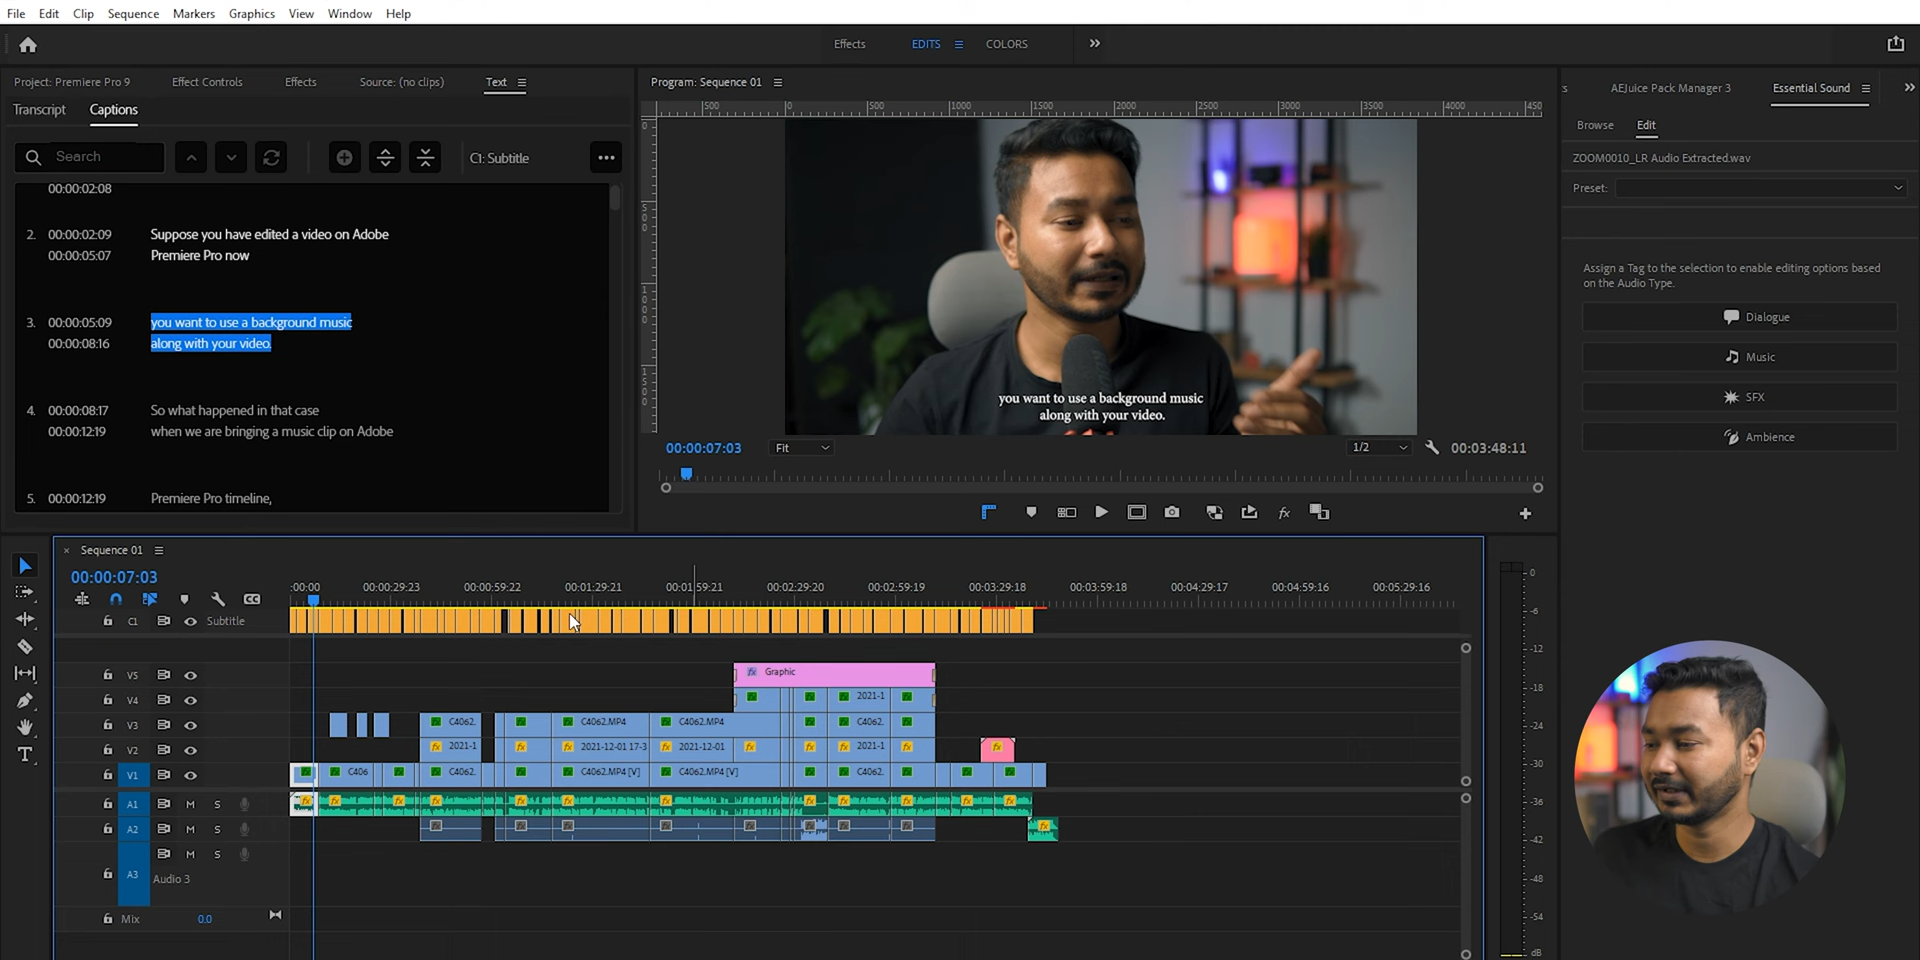 File Edit Clip Sequence Markers Graphics View Window Help
Effects EDITS COLORS
Project: Premiere Pro 9 Effect Controls Effects Source: (no clips) Text
Transcript Captions
Search C1: Subtitle
00:00:02:08
2. 00:00:02:09 Suppose you have edited a video on Adobe
00:00:05:07 Premiere Pro now
3. 00:00:05:09 you want to use a background music
00:00:08:16 along with your video.
4. 00:00:08:17 So what happened in that case
00:00:12:19 when we are bringing a music clip on Adobe
5. 00:00:12:19 Premiere Pro timeline,
Program: Sequence 01
500 0 500 1000 1500 2000 2500 3000 3500 4000 450
0
500
1000
1500
you want to use a background music
along with your video.
00:00:07:03 Fit 1/2 00:03:48:11
fx
AEJuice Pack Manager 3 Essential Sound
Browse Edit
ZOOM0010_LR Audio Extracted.wav
Preset:
Assign a Tag to the selection to enable editing options based
on the Audio Type.
Dialogue
Music
SFX
Ambience
Sequence 01
00:00:07:03
:00:00 00:00:29:23 00:00:59:22 00:01:29:21 00:01:59:21 00:02:29:20 00:02:59:19 00:03:29:18 00:03:59:18 00:04:29:17 00:04:59:16 00:05:29:16
CC
C1 Subtitle
V5 fx Graphic
V4 2021-1
V3 C4062. C4062.MP4 C4062.MP4 C4062.
V2 2021-1 2021-12-01 17-3 2021-12-01 2021-1
V1 C406 C4062. C4062.MP4 [V] C4062.MP4 [V] C4062.
A1 M S
A2 M S
M S
A3 Audio 3
Mix 0.0
0
-6
-12
-18
-24
-30
-36
-42
-48
-54
dB